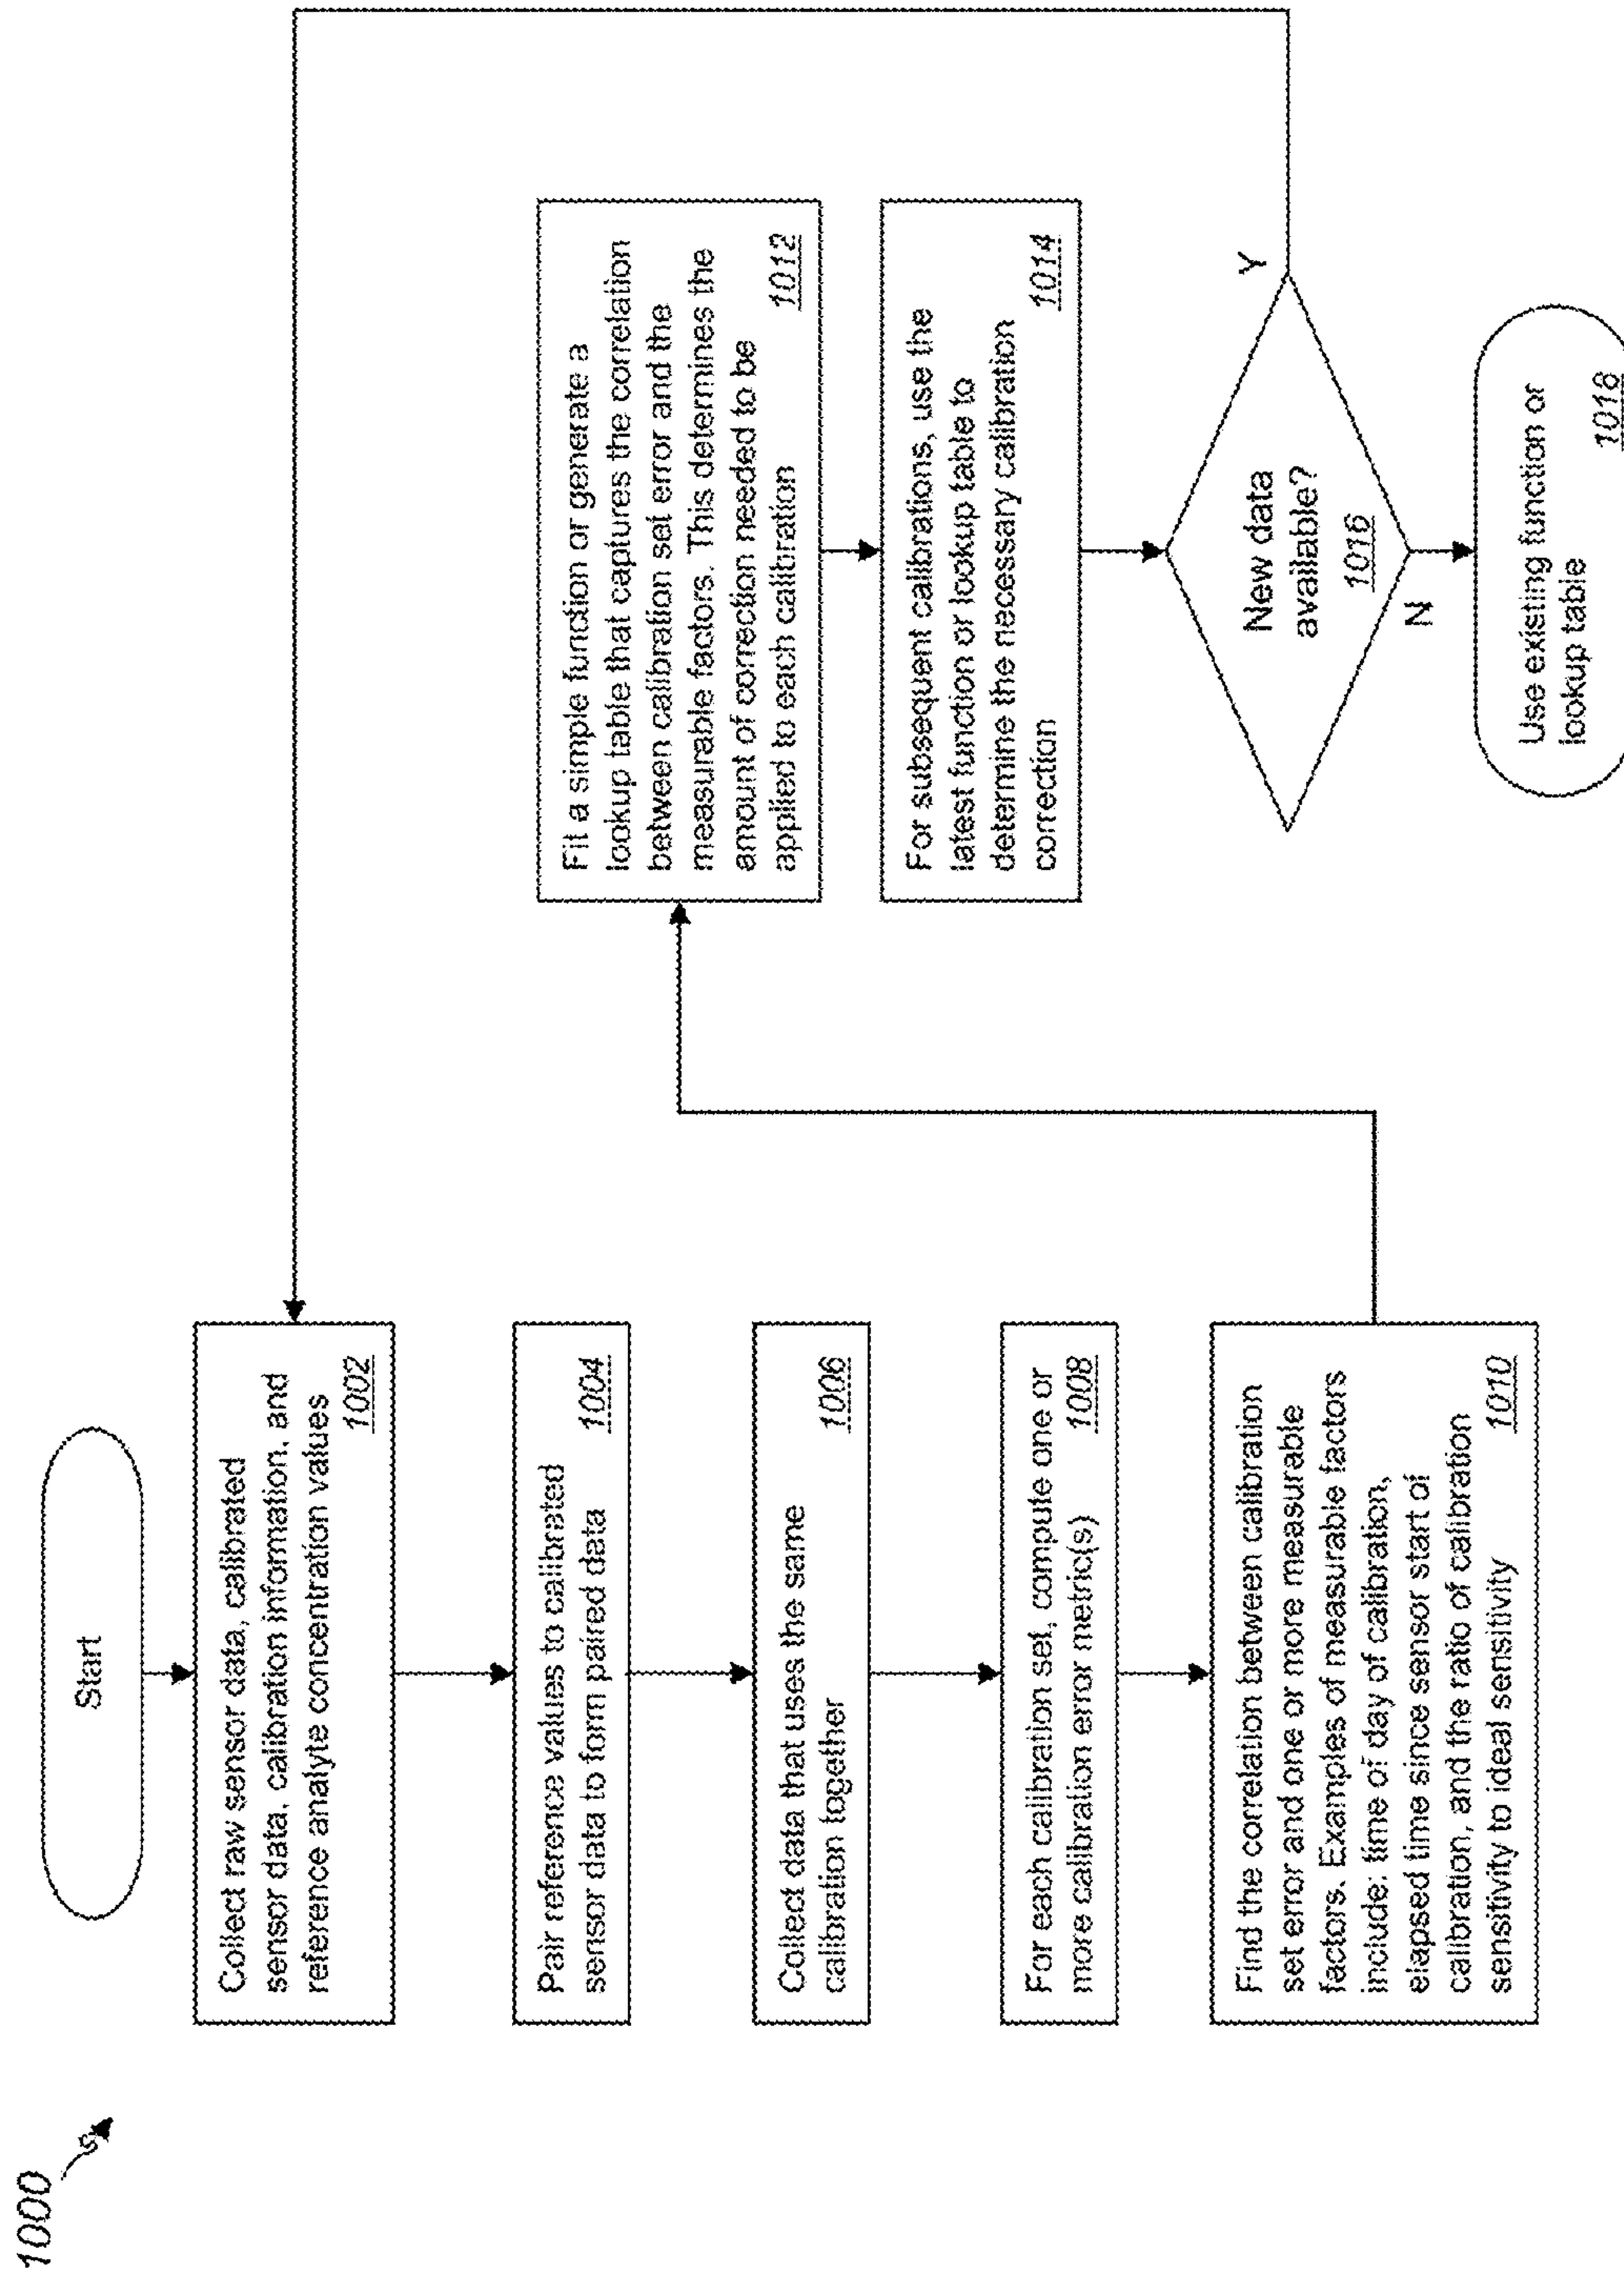 1000
Start
Collect raw sensor data, calibrated
sensor data, calibration information, and
reference analyte concentration values
1002
Pair reference values to calibrated
sensor data to form paired data
1004
Collect data that uses the same
calibration together
1006
For each calibration set, compute one or
more calibration error metric(s)
1008
Find the correlation between calibration
set error and one or more measurable
factors. Examples of measurable factors
include: time of day of calibration,
elapsed time since sensor start of
calibration, and the ratio of calibration
sensitivity to ideal sensitivity
1010
Fit a simple function or generate a
lookup table that captures the correlation
between calibration set error and the
measurable factors. This determines the
amount of correction needed to be
applied to each calibration
1012
For subsequent calibrations, use the
latest function or lookup table to
determine the necessary calibration
correction
1014
New data
available?
1016
Y
N
Use existing function or
lookup table
1018